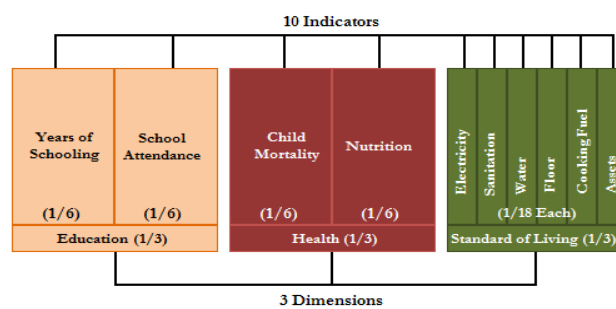 10 Indicators
Years of
Schooling
(1/6)
School
Attendance
(1/6)
Education (1/3)
Child
Mortality
(1/6)
Nutrition
(1/6)
Health (1/3)
Electricity
Sanitation
Water
Floor
Cooking Fuel
Assets
(1/18 Each)
Standard of Living (1/3)
3 Dimensions